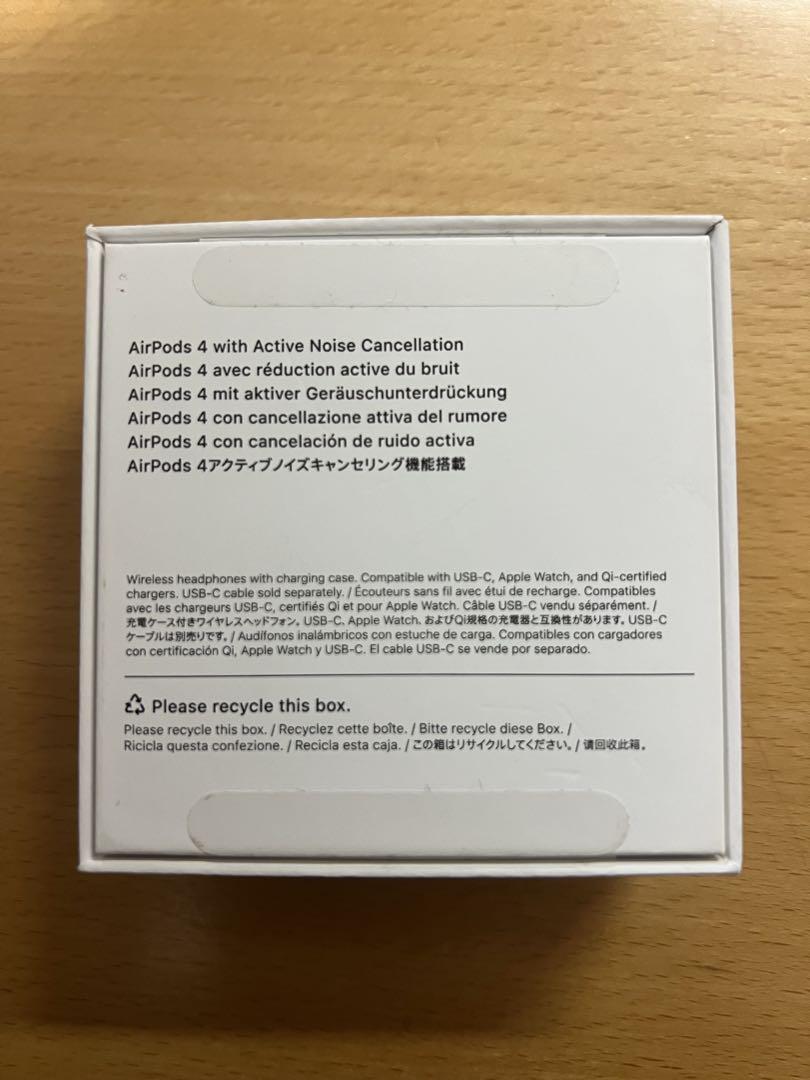 AirPods 4 with Active Noise Cancellation
AirPods 4 avec réduction active du bruit
AirPods 4 mit aktiver Geräuschunterdrückung
AirPods 4 con cancellazione attiva del rumore
AirPods 4 con cancelación de ruido activa
AirPods 4アクティブノイズキャンセリング機能搭載
Wireless headphones with charging case. Compatible with USB-C, Apple Watch, and Qi-certified
chargers. USB-C cable sold separately. / Écouteurs sans fil avec étui de recharge. Compatibles
avec les chargeurs USB-C, certifiés Qi et pour Apple Watch. Câble USB-C vendu séparément. /
充電ケース付きワイヤレスヘッドフォン。USB-C、Apple Watch、およびQi規格の充電器と互換性があります。USB-C
ケーブルは別売りです。/ Audífonos inalámbricos con estuche de carga. Compatibles con cargadores
con certificación Qi, Apple Watch y USB-C. El cable USB-C se vende por separado.
Please recycle this box.
Please recycle this box. / Recyclez cette boîte. / Bitte recycle diese Box. /
Ricicla questa confezione. / Recicla esta caja. / この箱はリサイクルしてください。/ 请回收此箱。